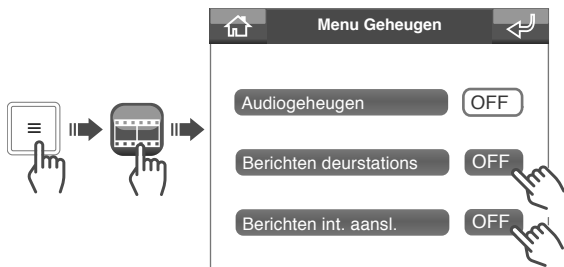 Menu Geheugen
Audiogeheugen OFF
Berichten deurstations OFF
Berichten int. aansl. OFF